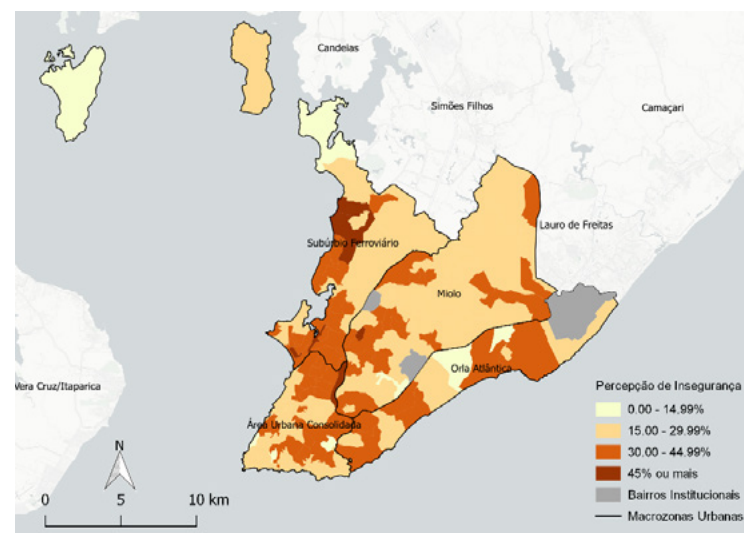 Candeias
Simões Filhos
Camaçari
Lauro de Freitas
Subúrbio Ferroviário
Miolo
Orla Atlântica
Vera Cruz/Itaparica
Área Urbana Consolidada
N
0 5 10 km
Percepção de Insegurança
0.00 - 14.99%
15.00 - 29.99%
30.00 - 44.99%
45% ou mais
Bairros Institucionais
Macrozonas Urbanas